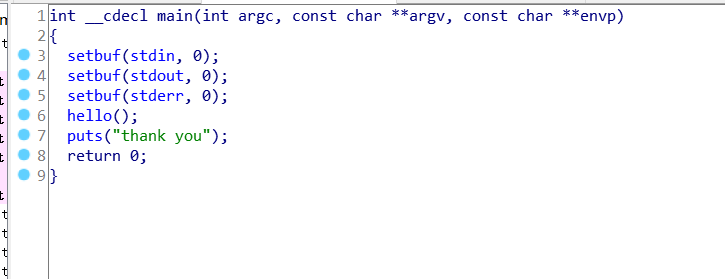 1 int __cdecl main(int argc, const char **argv, const char **envp)
2 {
3 setbuf(stdin, 0);
4 setbuf(stdout, 0);
5 setbuf(stderr, 0);
6 hello();
7 puts("thank you");
8 return 0;
9 }